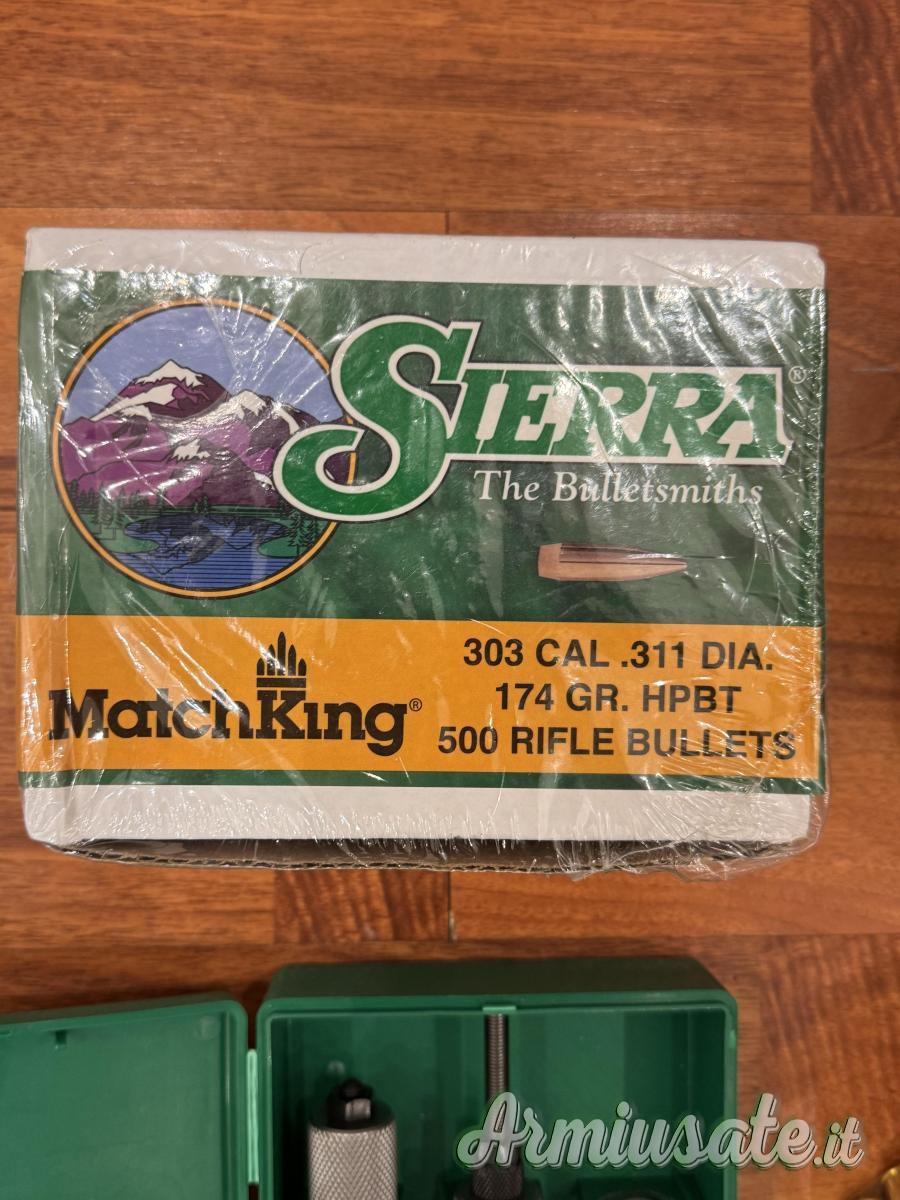 SIERRA®
The Bulletsmiths
MatchKing®
303 CAL .311 DIA.
174 GR. HPBT
500 RIFLE BULLETS
Armiusate.it